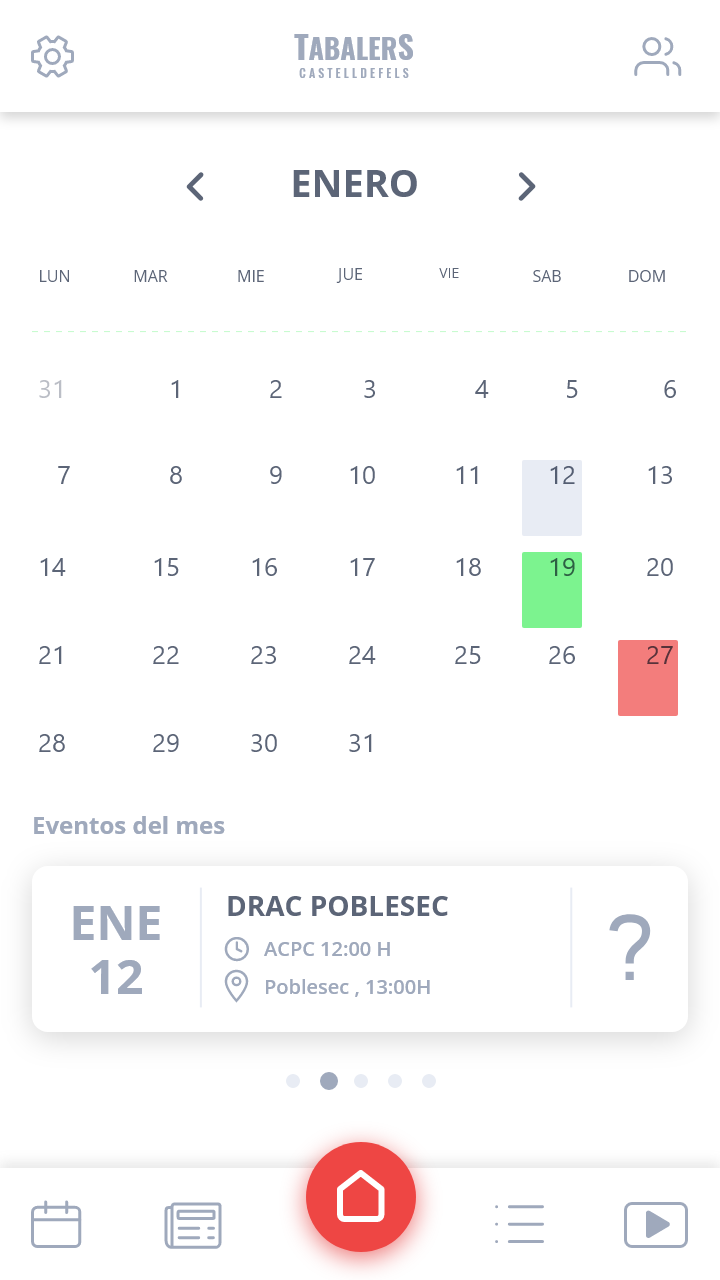 TABALERS
CASTELLDEFELS
ENERO
LUN MAR MIE JUE VIE SAB DOM
31 1 2 3 4 5 6
7 8 9 10 11 12 13
14 15 16 17 18 19 20
21 22 23 24 25 26 27
28 29 30 31
Eventos del mes
ENE
12
DRAC POBLESEC
ACPC 12:00 H
Poblesec , 13:00H
?